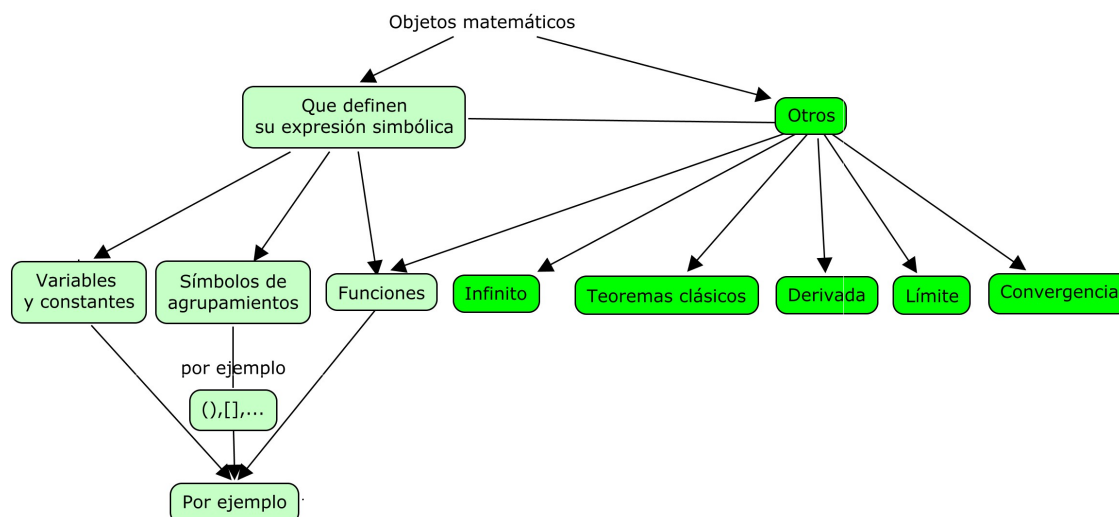 Objetos matemáticos
Que definen
su expresión simbólica
Otros
Variables
y constantes
Símbolos de
agrupamientos
Funciones
Infinito
Teoremas clásicos
Derivada
Límite
Convergencia
por ejemplo
(),[],...
Por ejemplo